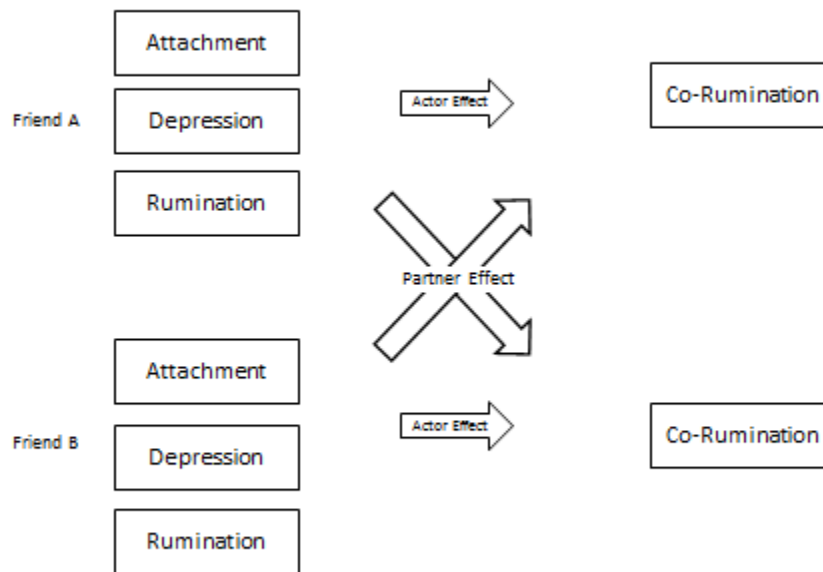 Attachment
Friend A
Depression
Rumination
Actor Effect
Co-Rumination
Partner Effect
Attachment
Friend B
Depression
Rumination
Actor Effect
Co-Rumination